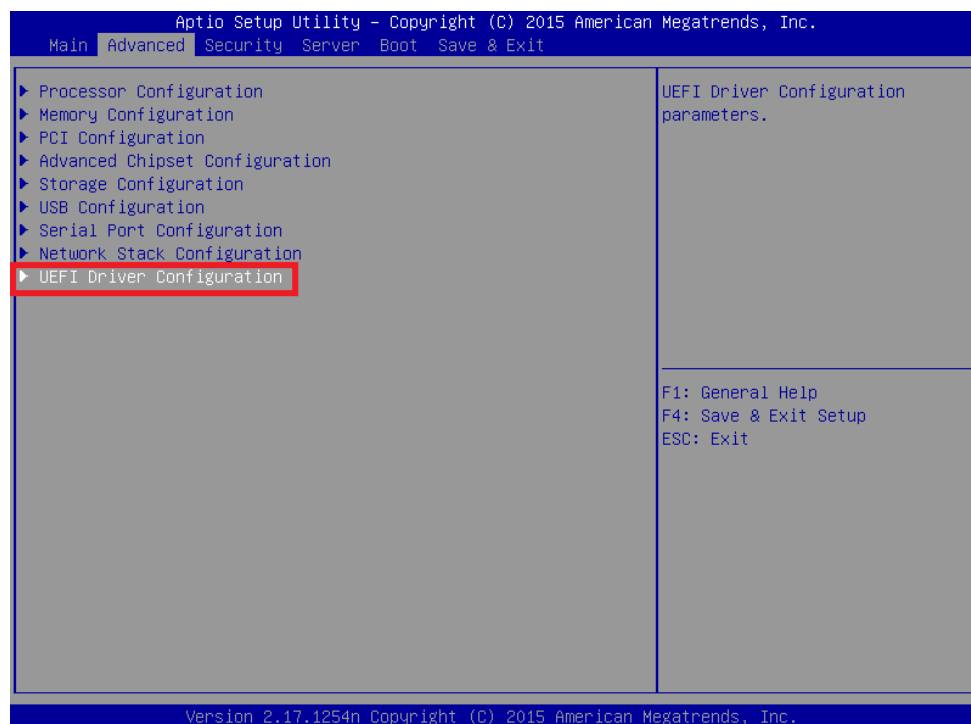 Aptio Setup Utility – Copyright (C) 2015 American Megatrends, Inc.
Main Advanced Security Server Boot Save & Exit
▶ Processor Configuration
▶ Memory Configuration
▶ PCI Configuration
▶ Advanced Chipset Configuration
▶ Storage Configuration
▶ USB Configuration
▶ Serial Port Configuration
▶ Network Stack Configuration
▶ UEFI Driver Configuration
UEFI Driver Configuration
parameters.
F1: General Help
F4: Save & Exit Setup
ESC: Exit
Version 2.17.1254n Copyright (C) 2015 American Megatrends, Inc.